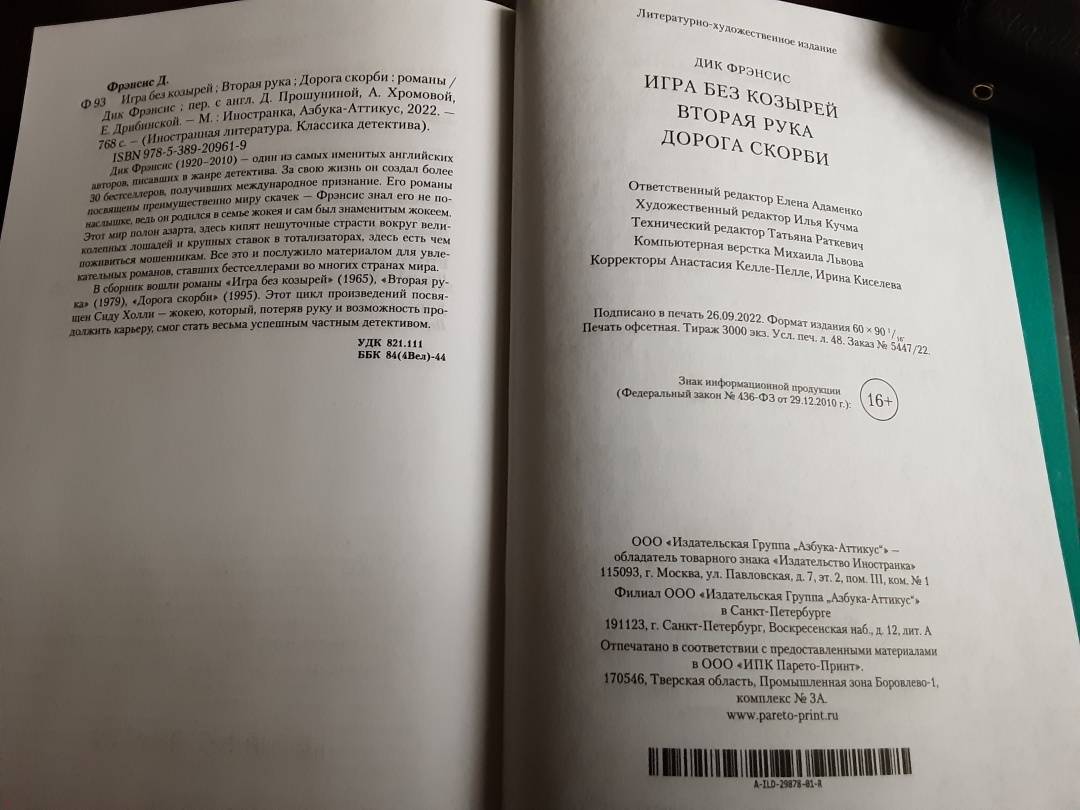 Фрэнсис Д.
Ф 93 Игра без козырей ; Вторая рука ; Дорога скорби : романы /
Дик Фрэнсис ; пер. с англ. Д. Прошуниной, А. Хромовой,
Е. Дрибинской. — М. : Иностранка, Азбука-Аттикус, 2022. —
768 с. — (Иностранная литература. Классика детектива).
ISBN 978-5-389-20961-9
Дик Фрэнсис (1920–2010) — один из самых именитых английских
авторов, писавших в жанре детектива. За свою жизнь он создал более
30 бестселлеров, получивших международное признание. Его романы
посвящены преимущественно миру скачек — Фрэнсис знал его не по-
наслышке, ведь он родился в семье жокея и сам был знаменитым жокеем.
Этот мир полон азарта, здесь кипят нешуточные страсти вокруг вели-
колепных лошадей и крупных ставок в тотализаторах, здесь есть чем
поживиться мошенникам. Все это и послужило материалом для увле-
кательных романов, ставших бестселлерами во многих странах мира.
В сборник вошли романы «Игра без козырей» (1965), «Вторая ру-
ка» (1979), «Дорога скорби» (1995). Этот цикл произведений посвя-
щен Сиду Холли — жокею, который, потеряв руку и возможность про-
должить карьеру, смог стать весьма успешным частным детективом.
УДК 821.111
ББК 84(4Вел)-44
Литературно-художественное издание
ДИК ФРЭНСИС
ИГРА БЕЗ КОЗЫРЕЙ
ВТОРАЯ РУКА
ДОРОГА СКОРБИ
Ответственный редактор Елена Адаменко
Художественный редактор Илья Кучма
Технический редактор Татьяна Раткевич
Компьютерная верстка Михаила Львова
Корректоры Анастасия Келле-Пелле, Ирина Киселева
Подписано в печать 26.09.2022. Формат издания 60 × 90 1/16.
Печать офсетная. Тираж 3000 экз. Усл. печ. л. 48. Заказ № 5447/22.
Знак информационной продукции
(Федеральный закон № 436-ФЗ от 29.12.2010 г.): 16+
ООО «Издательская Группа „Азбука-Аттикус“» —
обладатель товарного знака «Издательство Иностранка»
115093, г. Москва, ул. Павловская, д. 7, эт. 2, пом. III, ком. № 1
Филиал ООО «Издательская Группа „Азбука-Аттикус“»
в Санкт-Петербурге
191123, г. Санкт-Петербург, Воскресенская наб., д. 12, лит. А
Отпечатано в соответствии с предоставленными материалами
в ООО «ИПК Парето-Принт».
170546, Тверская область, Промышленная зона Боровлево-1,
комплекс № 3А.
www.pareto-print.ru
A-ILD-29878-01-R